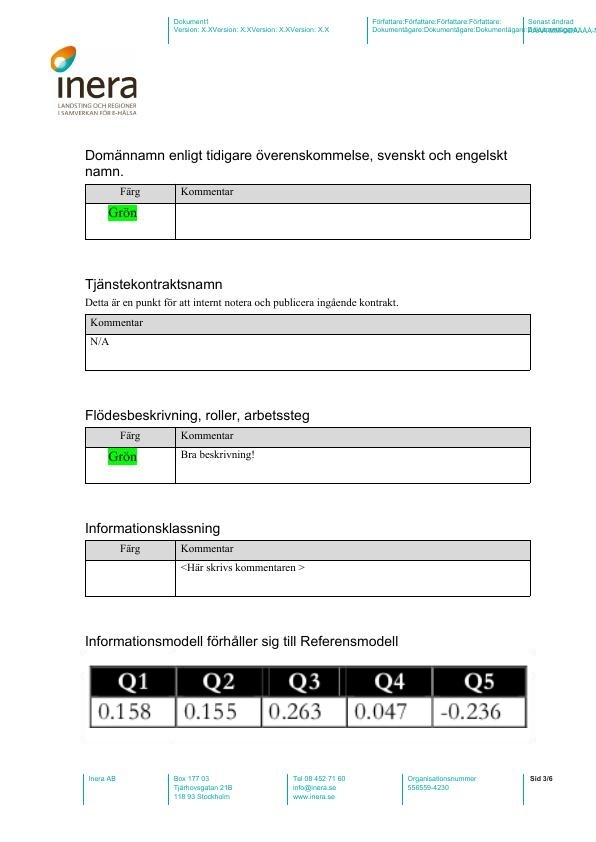 Dokument1
Version: X.XVersion: X.XVersion: X.XVersion: X.X
Författare:Författare:Författare:Författare:
Dokumentägare:Dokumentägare:Dokumentägare:
Senast ändrad
inera
LANDSTING OCH REGIONER
I SAMVERKAN FÖR E-HÄLSA
Domännamn enligt tidigare överenskommelse, svenskt och engelskt
namn.
Färg Kommentar
Grön
Tjänstekontraktsnamn
Detta är en punkt för att internt notera och publicera ingående kontrakt.
Kommentar
N/A
Flödesbeskrivning, roller, arbetssteg
Färg Kommentar
Grön Bra beskrivning!
Informationsklassning
Färg Kommentar
<Här skrivs kommentaren >
Informationsmodell förhåller sig till Referensmodell
Q1 Q2 Q3 Q4 Q5
0.158 0.155 0.263 0.047 -0.236
Inera AB
Box 177 03
Tjärhovsgatan 21B
118 93 Stockholm
Tel 08 452 71 60
info@inera.se
www.inera.se
Organisationsnummer
556559-4230
Sid 3/6